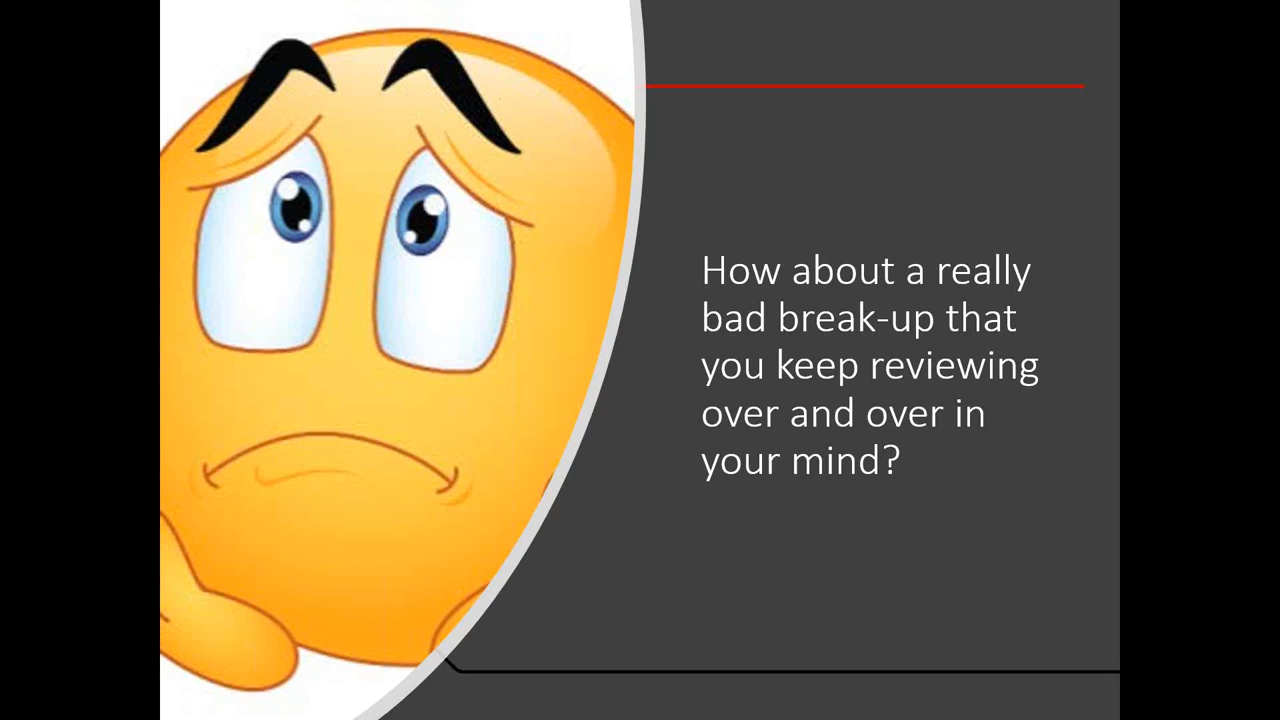 How about a really
bad break-up that
you keep reviewing
over and over in
your mind?